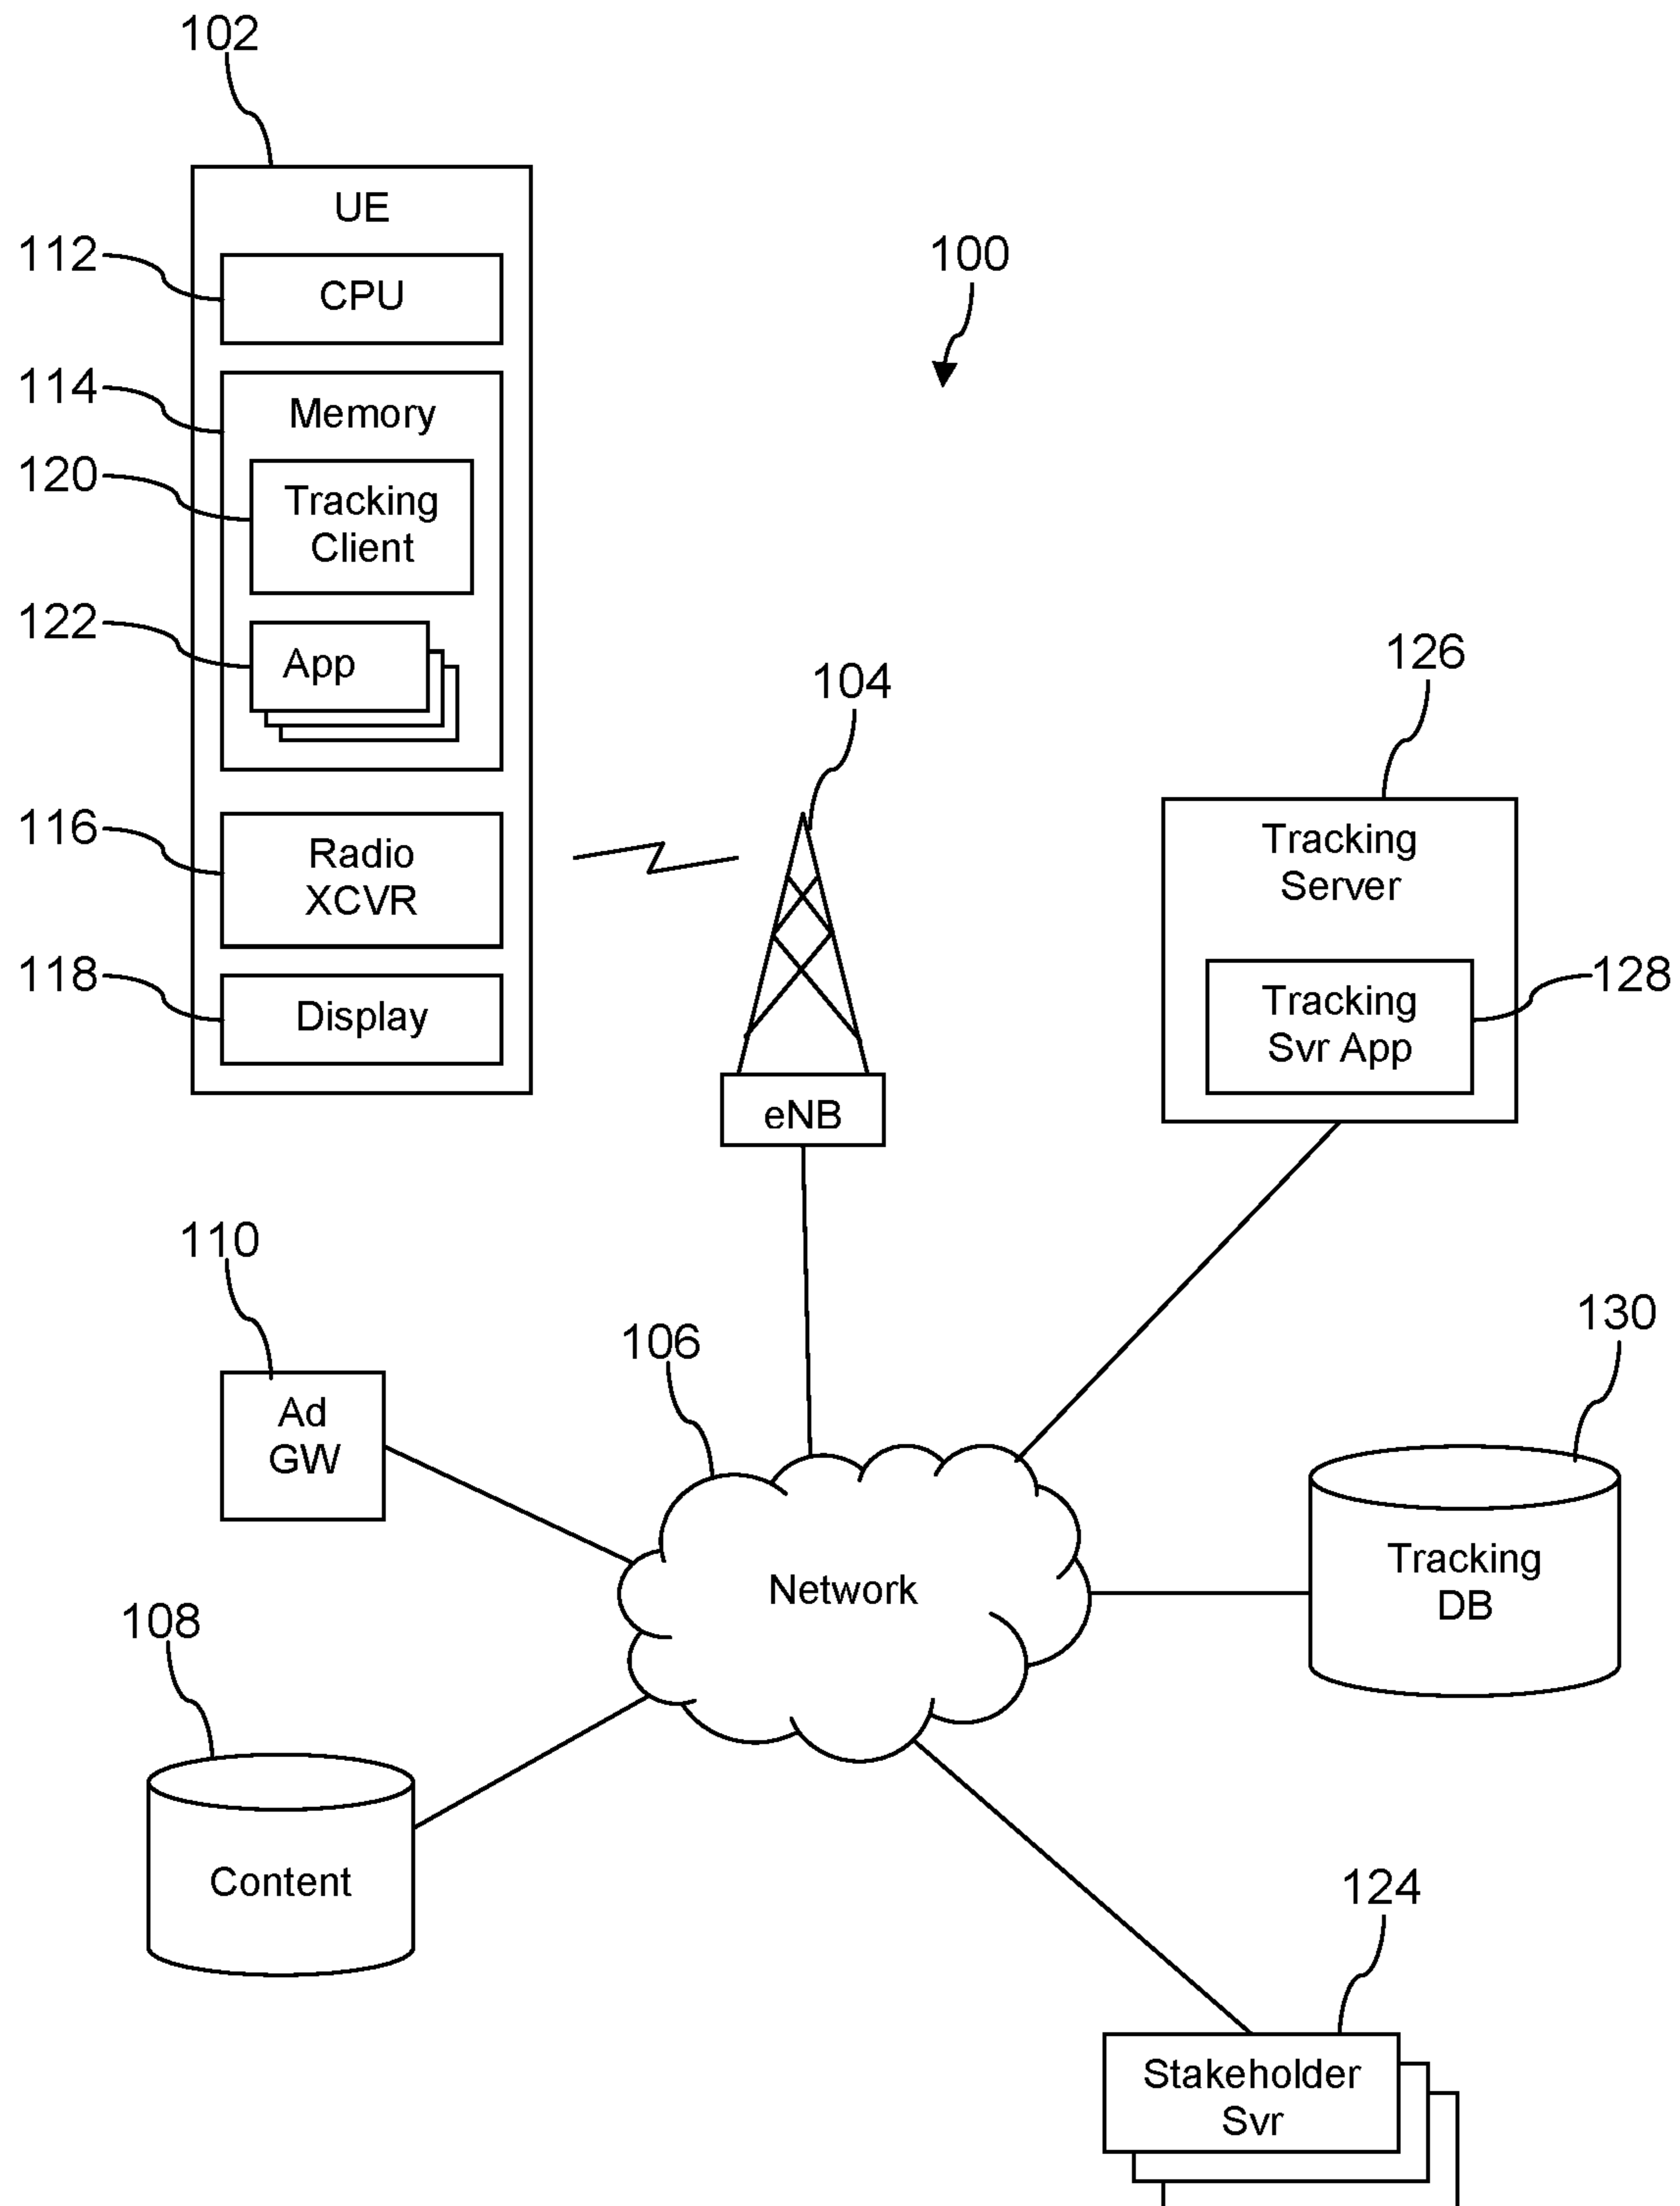 102
UE
112
CPU
100
114
Memory
120
Tracking
Client
122
App
104
126
116
Radio
XCVR
Tracking
Server
118
Display
128
Tracking
Svr App
eNB
110
Ad
GW
106
130
Network
Tracking
DB
108
Content
124
Stakeholder
Svr